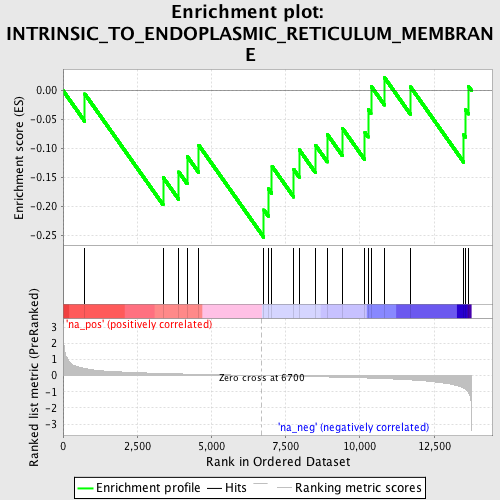 Enrichment plot:
INTRINSIC_TO_ENDOPLASMIC_RETICULUM_MEMBRAN
E
Enrichment score (ES)
0.00
-0.05
-0.10
-0.15
-0.20
-0.25
'na_pos' (positively correlated)
Ranked list metric (PreRanked)
3
2
1
0
-1
-2
-3
Zero cross at 6700
'na_neg' (negatively correlated)
0 2,500 5,000 7,500 10,000 12,500
Rank in Ordered Dataset
Enrichment profile Hits Ranking metric scores